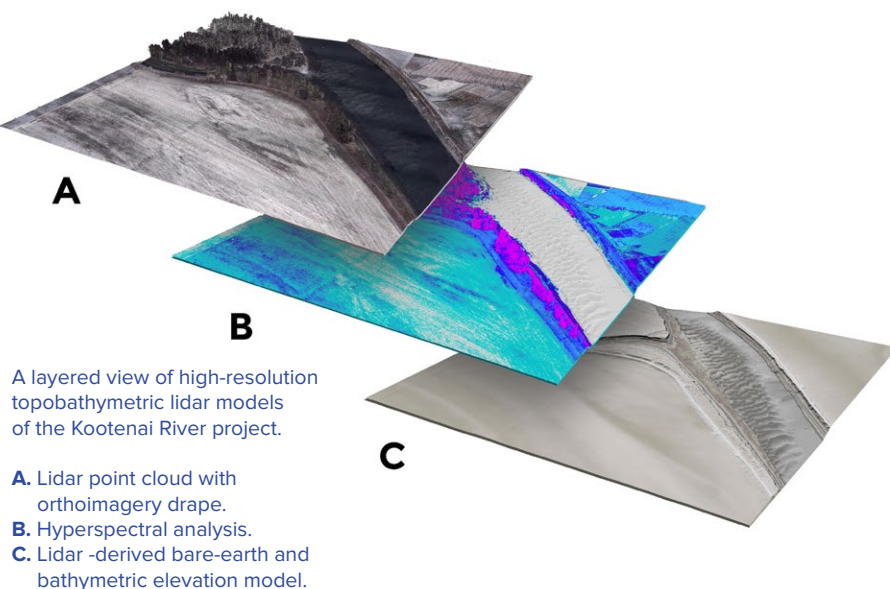 A
B
C
A layered view of high-resolution
topobathymetric lidar models
of the Kootenai River project.
A. Lidar point cloud with
orthoimagery drape.
B. Hyperspectral analysis.
C. Lidar -derived bare-earth and
bathymetric elevation model.